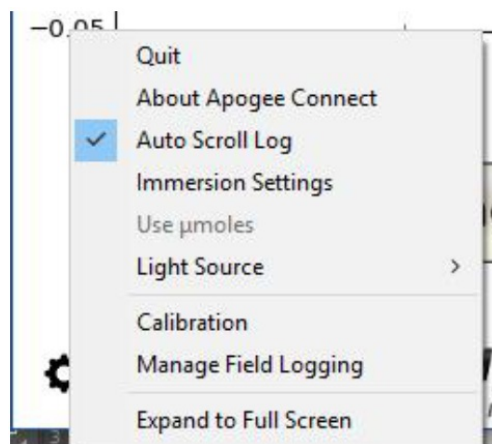 -0.05
Quit
About Apogee Connect
Auto Scroll Log
Immersion Settings
Use µmoles
Light Source
Calibration
Manage Field Logging
Expand to Full Screen